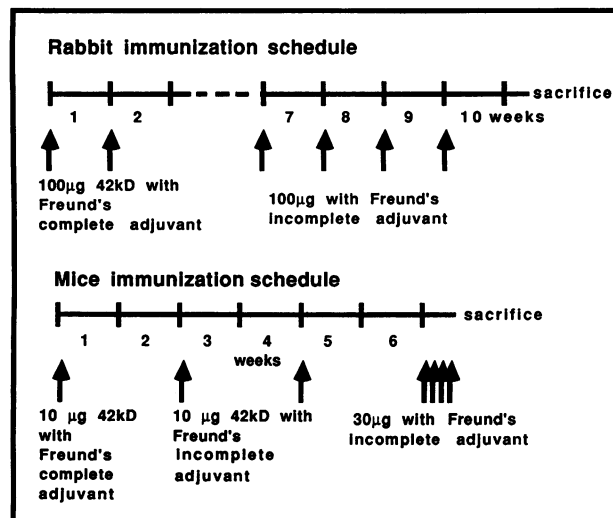 Rabbit immunization schedule
sacrifice
1 2 7 8 9 10 weeks
100µg 42kD with
Freund's
complete adjuvant
100µg with Freund's
incomplete adjuvant
Mice immunization schedule
sacrifice
1 2 3 4 5 6
weeks
10 µg 42kD
with
Freund's
complete
adjuvant
10 µg 42kD with
Freund's
incomplete
adjuvant
30µg with Freund's
incomplete adjuvant